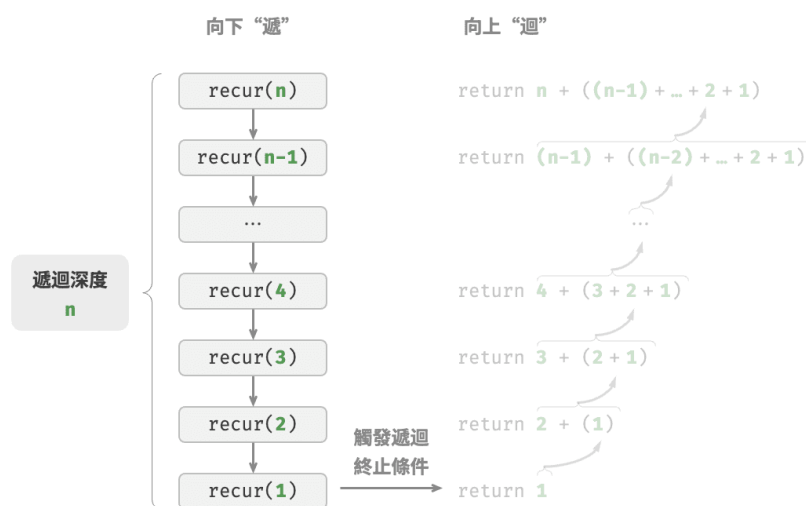 向下“遞”
向上“迴”
recur(n)
return n + ((n-1)+…+2+1)
recur(n-1)
return (n-1) + ((n-2)+…+2+1)
…
…
遞迴深度
n
recur(4)
return 4 + (3+2+1)
recur(3)
return 3 + (2+1)
recur(2)
return 2 + (1)
觸發遞迴
終止條件
recur(1)
return 1